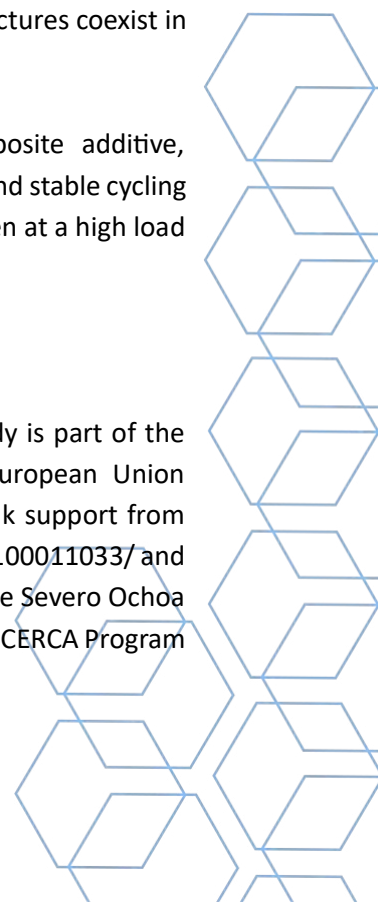 ctures coexist in
posite additive,
nd stable cycling
en at a high load
dy is part of the
uropean Union
k support from
100011033/ and
e Severo Ochoa
CERCA Program